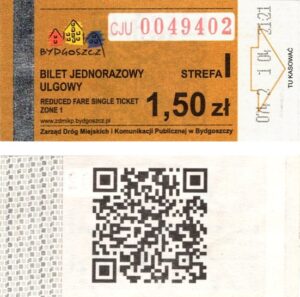 CJU 0049402
BYDGOSZCZ
BILET JEDNORAZOWY
ULGOWY
STREFA I
REDUCED FARE SINGLE TICKET
ZONE 1
1,50 zł
www.zdmikp.bydgoszcz.pl
Zarząd Dróg Miejskich i Komunikacji Publicznej w Bydgoszczy
TU KASOWAĆ